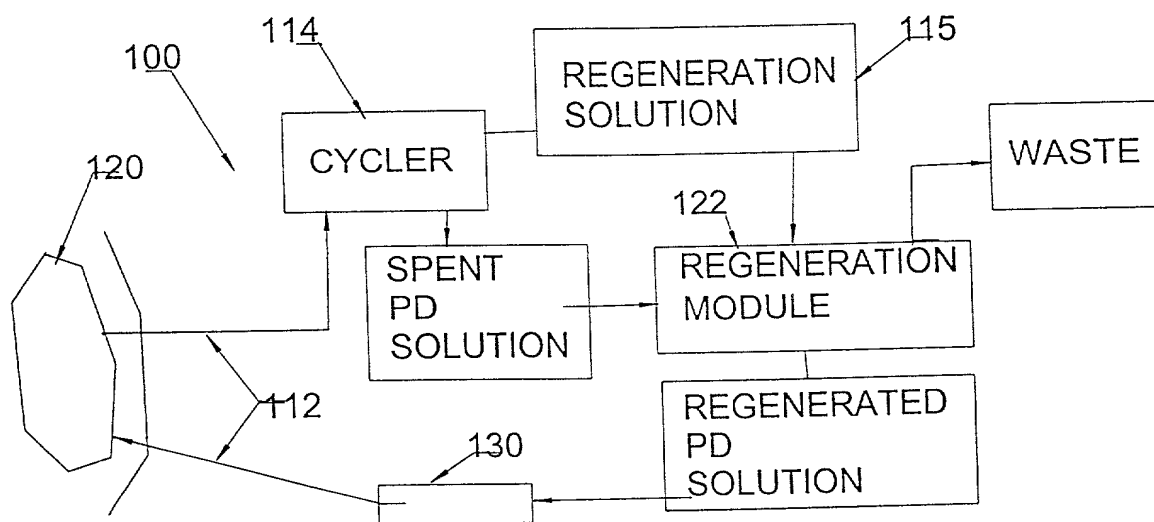 114
115
100
REGENERATION
SOLUTION
CYCLER
WASTE
120
122
SPENT
PD
SOLUTION
REGENERATION
MODULE
112
130
REGENERATED
PD
SOLUTION